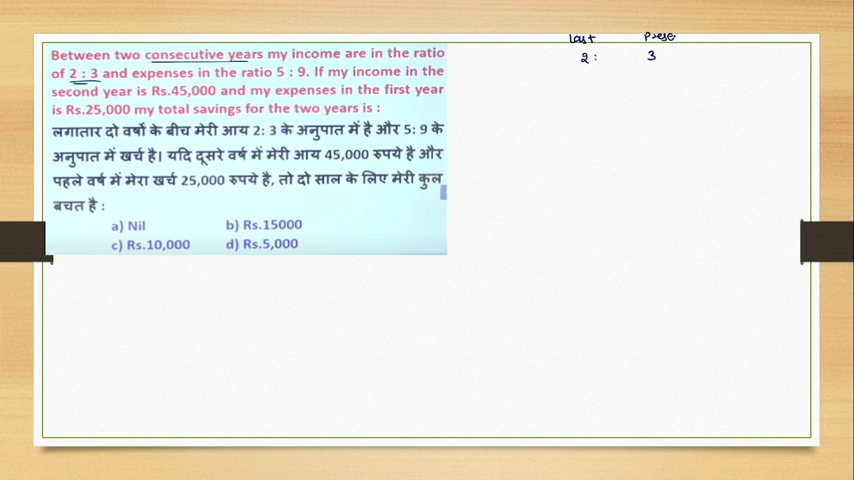 Between two consecutive years my income are in the ratio
of 2 : 3 and expenses in the ratio 5 : 9. If my income in the
second year is Rs.45,000 and my expenses in the first year
is Rs.25,000 my total savings for the two years is :
लगातार दो वर्षों के बीच मेरी आय 2: 3 के अनुपात में है और 5: 9 के
अनुपात में खर्च है। यदि दूसरे वर्ष में मेरी आय 45,000 रुपये है और
पहले वर्ष में मेरा खर्च 25,000 रुपये है, तो दो साल के लिए मेरी कुल
बचत है :
a) Nil b) Rs.15000
c) Rs.10,000 d) Rs.5,000
Last Prese
2 : 3